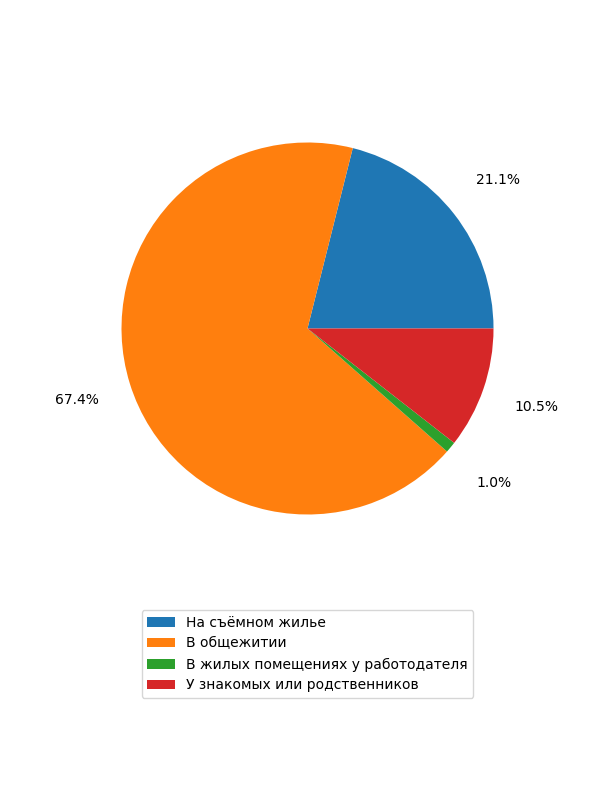 21.1%
67.4%
10.5%
1.0%
На съёмном жилье
В общежитии
В жилых помещениях у работодателя
У знакомых или родственников